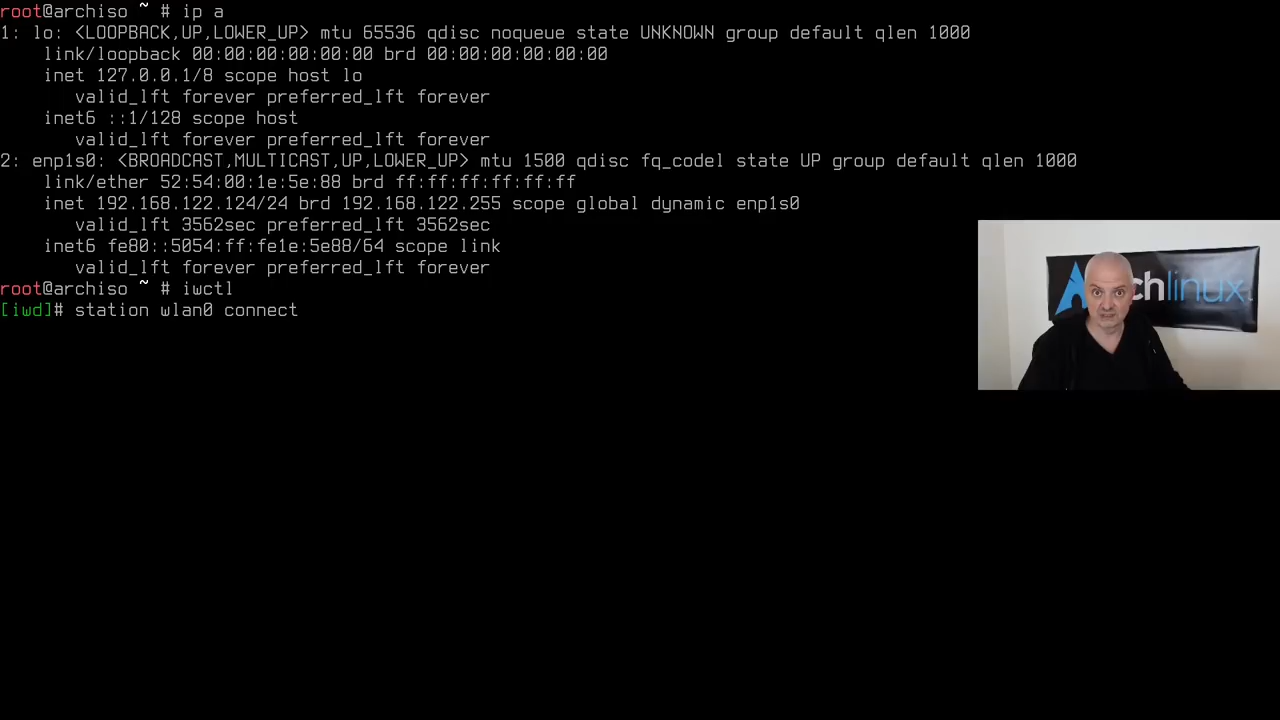 root@archiso ~ # ip a
1: lo: <LOOPBACK,UP,LOWER_UP> mtu 65536 qdisc noqueue state UNKNOWN group default qlen 1000
    link/loopback 00:00:00:00:00:00 brd 00:00:00:00:00:00
    inet 127.0.0.1/8 scope host lo
       valid_lft forever preferred_lft forever
    inet6 ::1/128 scope host
       valid_lft forever preferred_lft forever
2: enp1s0: <BROADCAST,MULTICAST,UP,LOWER_UP> mtu 1500 qdisc fq_codel state UP group default qlen 1000
    link/ether 52:54:00:1e:5e:88 brd ff:ff:ff:ff:ff:ff
    inet 192.168.122.124/24 brd 192.168.122.255 scope global dynamic enp1s0
       valid_lft 3562sec preferred_lft 3562sec
    inet6 fe80::5054:ff:fe1e:5e88/64 scope link
       valid_lft forever preferred_lft forever
root@archiso ~ # iwctl
[iwd]# station wlan0 connect
chlinux